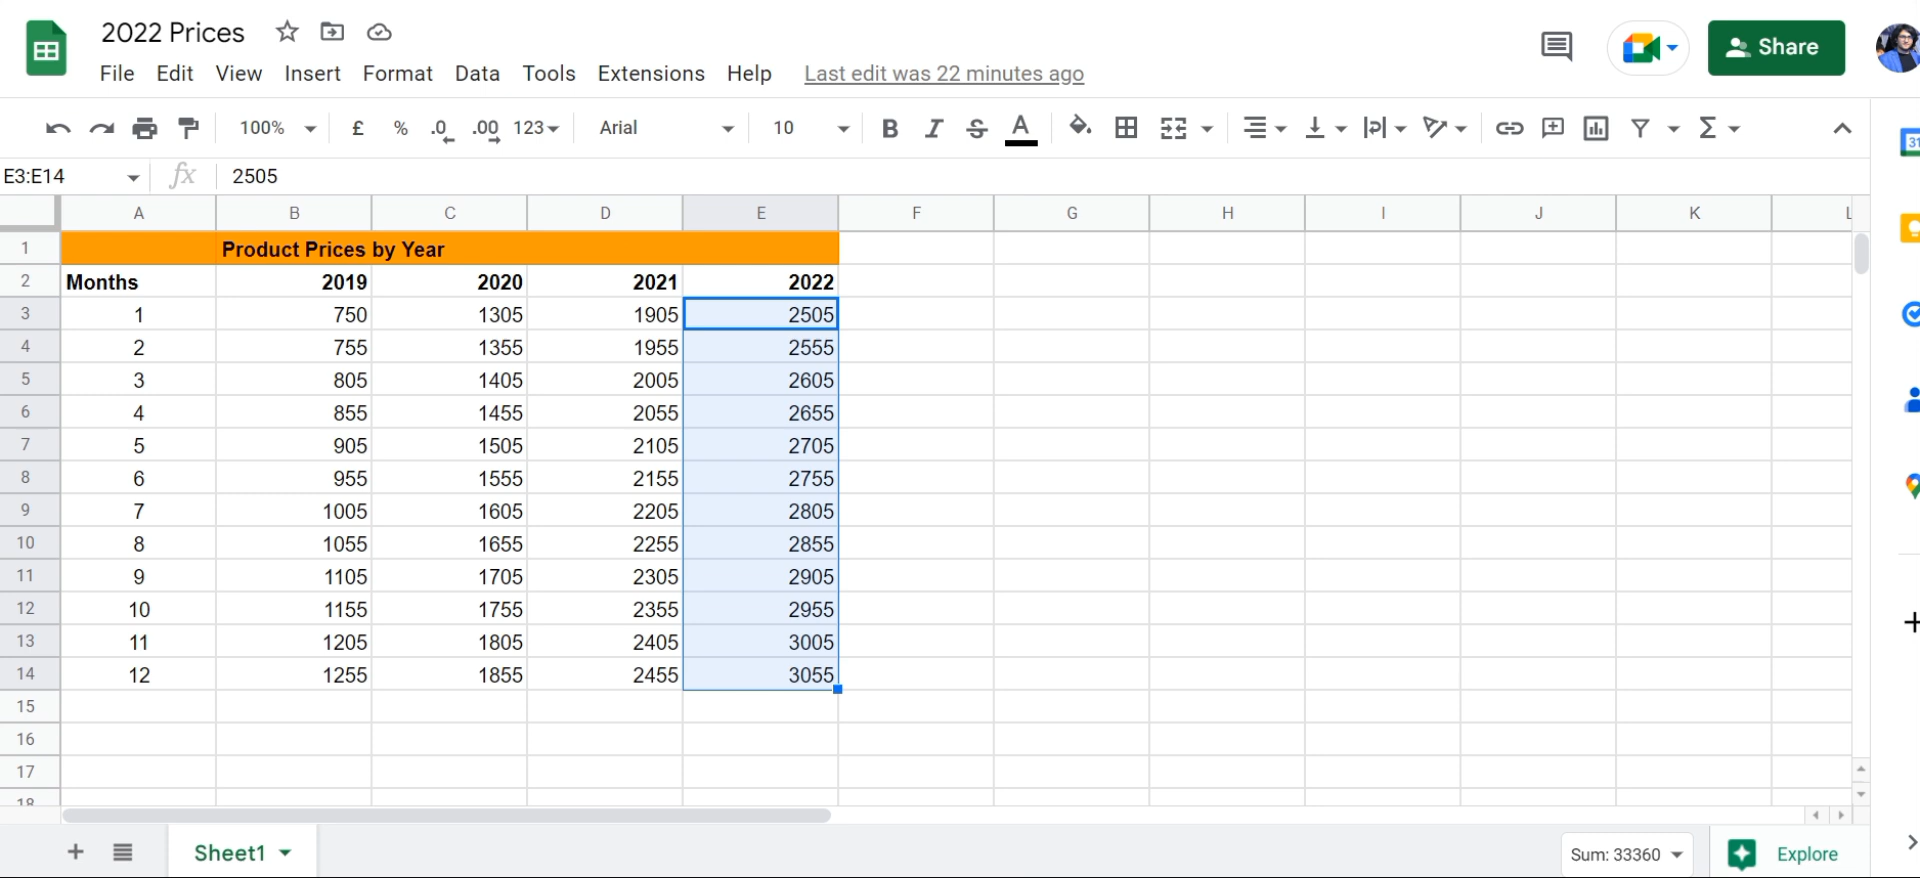 2022 Prices
File Edit View Insert Format Data Tools Extensions Help Last edit was 22 minutes ago
Share
100% £ % .0 .00 123 Arial 10 B I S A Σ
31
E3:E14 fx 2505
A B C D E F G H I J K L
1 Product Prices by Year
2 Months 2019 2020 2021 2022
3 1 750 1305 1905 2505
4 2 755 1355 1955 2555
5 3 805 1405 2005 2605
6 4 855 1455 2055 2655
7 5 905 1505 2105 2705
8 6 955 1555 2155 2755
9 7 1005 1605 2205 2805
10 8 1055 1655 2255 2855
11 9 1105 1705 2305 2905
12 10 1155 1755 2355 2955
13 11 1205 1805 2405 3005
14 12 1255 1855 2455 3055
15
16
17
18
Sheet1 Sum: 33360 Explore